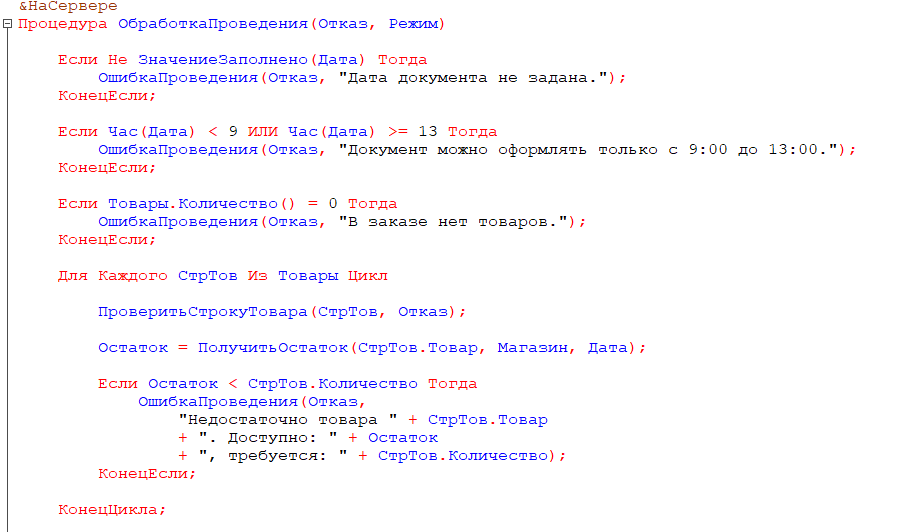 &НаСервере
Процедура ОбработкаПроведения(Отказ, Режим)
Если Не ЗначениеЗаполнено(Дата) Тогда
ОшибкаПроведения(Отказ, "Дата документа не задана.");
КонецЕсли;
Если Час(Дата) < 9 ИЛИ Час(Дата) >= 13 Тогда
ОшибкаПроведения(Отказ, "Документ можно оформлять только с 9:00 до 13:00.");
КонецЕсли;
Если Товары.Количество() = 0 Тогда
ОшибкаПроведения(Отказ, "В заказе нет товаров.");
КонецЕсли;
Для Каждого СтрТов Из Товары Цикл
ПроверитьСтрокуТовара(СтрТов, Отказ);
Остаток = ПолучитьОстаток(СтрТов.Товар, Магазин, Дата);
Если Остаток < СтрТов.Количество Тогда
ОшибкаПроведения(Отказ,
"Недостаточно товара " + СтрТов.Товар
+ ". Доступно: " + Остаток
+ ", требуется: " + СтрТов.Количество);
КонецЕсли;
КонецЦикла;